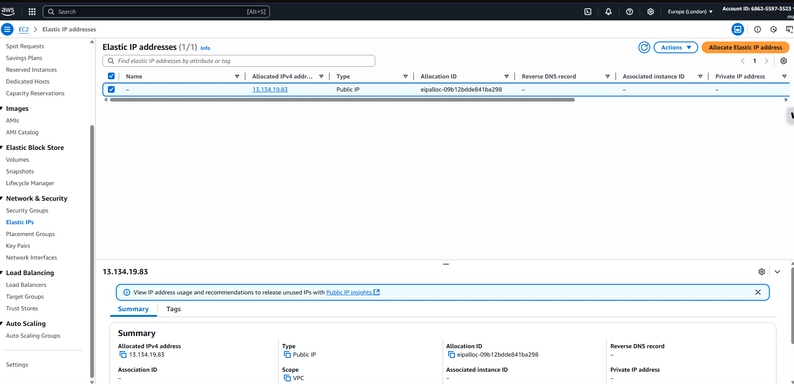 aws
Search
[Alt+S]
Europe (London)
Account ID: 6862-5597-3523
EC2 > Elastic IP addresses
Spot Requests
Savings Plans
Reserved Instances
Dedicated Hosts
Capacity Reservations
Images
AMIs
AMI Catalog
Elastic Block Store
Volumes
Snapshots
Lifecycle Manager
Network & Security
Security Groups
Elastic IPs
Placement Groups
Key Pairs
Network Interfaces
Load Balancing
Load Balancers
Target Groups
Trust Stores
Auto Scaling
Auto Scaling Groups
Settings
Elastic IP addresses (1/1) Info
Actions
Allocate Elastic IP address
Find elastic IP addresses by attribute or tag
1
Name Allocated IPv4 addr... Type Allocation ID Reverse DNS record Associated instance ID Private IP address
– 13.134.19.83 Public IP eipalloc-09b12bdde841ba298 – – –
13.134.19.83
View IP address usage and recommendations to release unused IPs with Public IP insights.
Summary Tags
Summary
Allocated IPv4 address
13.134.19.83
Type
Public IP
Allocation ID
eipalloc-09b12bdde841ba298
Reverse DNS record
–
Association ID
–
Scope
VPC
Associated instance ID
–
Private IP address
–